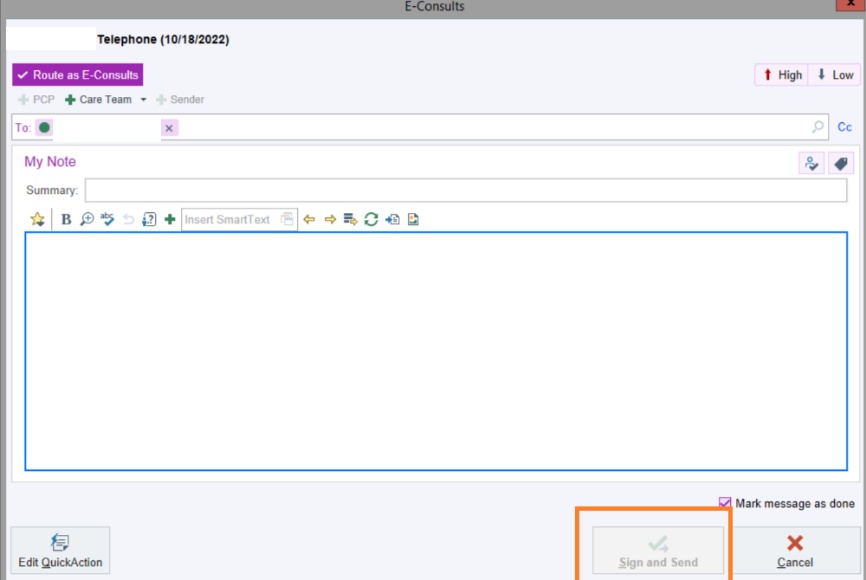 E-Consults
x
Telephone (10/18/2022)
Route as E-Consults
High
Low
PCP
Care Team
Sender
To:
Cc
My Note
Summary:
B
abc
Insert SmartText
Mark message as done
Edit QuickAction
Sign and Send
Cancel